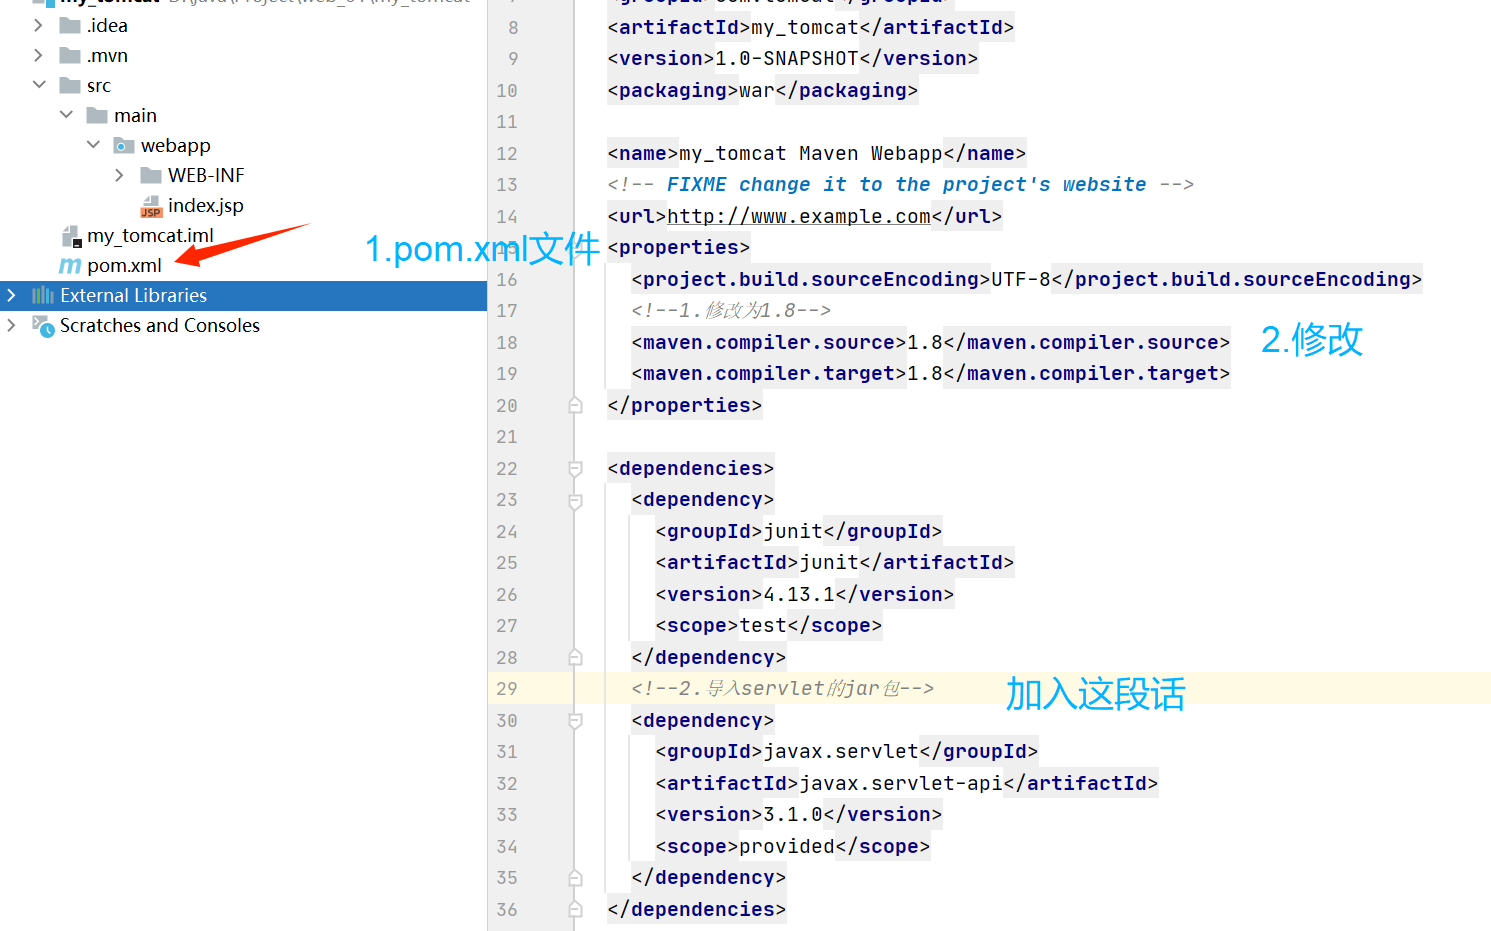 my_tomcat D:\java\Project\web_01\my_tomcat
.idea
.mvn
src
main
webapp
WEB-INF
index.jsp
my_tomcat.iml
pom.xml
External Libraries
Scratches and Consoles
1.pom.xml文件
7 <groupId>com.tomcat</groupId>
8 <artifactId>my_tomcat</artifactId>
9 <version>1.0-SNAPSHOT</version>
10 <packaging>war</packaging>
11
12 <name>my_tomcat Maven Webapp</name>
13 <!-- FIXME change it to the project's website -->
14 <url>http://www.example.com</url>
15 <properties>
16 <project.build.sourceEncoding>UTF-8</project.build.sourceEncoding>
17 <!--1.修改为1.8-->
18 <maven.compiler.source>1.8</maven.compiler.source>
2.修改
19 <maven.compiler.target>1.8</maven.compiler.target>
20 </properties>
21
22 <dependencies>
23 <dependency>
24 <groupId>junit</groupId>
25 <artifactId>junit</artifactId>
26 <version>4.13.1</version>
27 <scope>test</scope>
28 </dependency>
29 <!--2.导入servlet的jar包-->
加入这段话
30 <dependency>
31 <groupId>javax.servlet</groupId>
32 <artifactId>javax.servlet-api</artifactId>
33 <version>3.1.0</version>
34 <scope>provided</scope>
35 </dependency>
36 </dependencies>